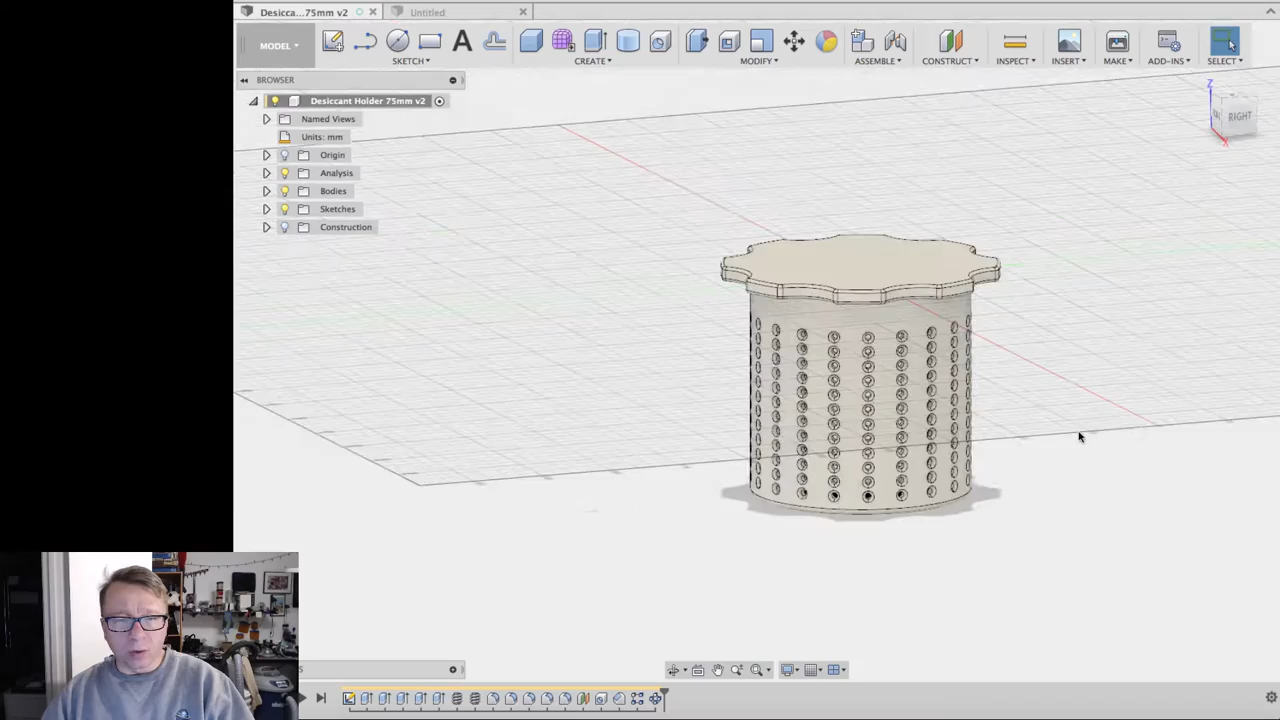 Desicca...75mm v2
Untitled
MODEL
SKETCH
CREATE
MODIFY
ASSEMBLE
CONSTRUCT
INSPECT
INSERT
MAKE
ADD-INS
SELECT
BROWSER
Desiccant Holder 75mm v2
Named Views
Units: mm
Origin
Analysis
Bodies
Sketches
Construction
Z
RIGHT
X